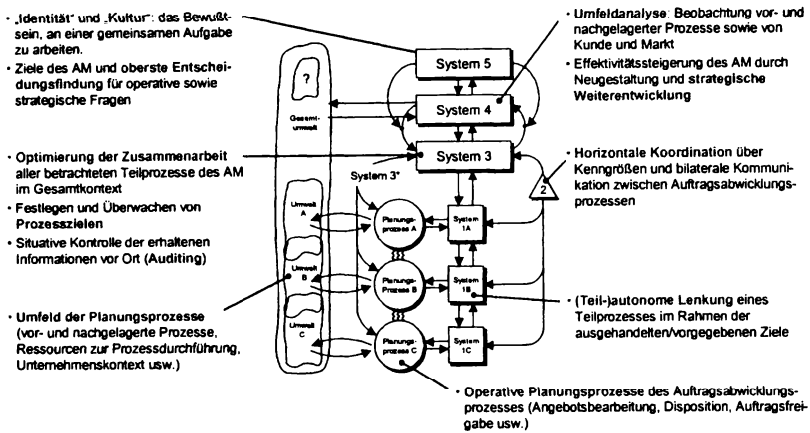 · „Identität" und „Kultur": das Bewußt-
sein, an einer gemeinsamen Aufgabe
zu arbeiten.
· Ziele des AM und oberste Entschei-
dungsfindung für operative sowie
strategische Fragen
· Optimierung der Zusammenarbeit
aller betrachteten Teilprozesse des AM
im Gesamtkontext
· Festlegen und Überwachen von
Prozesszielen
· Situative Kontrolle der erhaltenen
Informationen vor Ort (Auditing)
· Umfeld der Planungsprozesse
(vor- und nachgelagerte Prozesse,
Ressourcen zur Prozessdurchführung,
Unternehmenskontext usw.)
?
Gesamt-
umwelt
Umwelt
A
Umwelt
B
Umwelt
C
System 5
System 4
System 3
System 3*
2
Planungs-
prozess A
System
1A
Planungs-
Prozess B
System
1B
Planungs-
prozess C
System
1C
· Umfeldanalyse: Beobachtung vor- und
nachgelagerter Prozesse sowie von
Kunde und Markt
· Effektivitätssteigerung des AM durch
Neugestaltung und strategische
Weiterentwicklung
· Horizontale Koordination über
Kenngrößen und bilaterale Kommuni-
kation zwischen Auftragsabwicklungs-
prozessen
· (Teil-)autonome Lenkung eines
Teilprozesses im Rahmen der
ausgehandelten/vorgegebenen Ziele
· Operative Planungsprozesse des Auftragsabwicklungs-
prozesses (Angebotsbearbeitung, Disposition, Auftragsfrei-
gabe usw.)